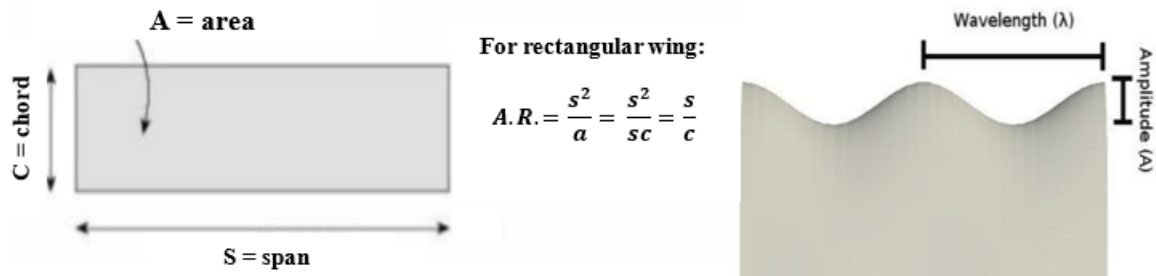 A = area
C = chord
S = span
For rectangular wing:
A.R. = s²/a = s²/sc = s/c
Wavelength (λ)
Amplitude (A)